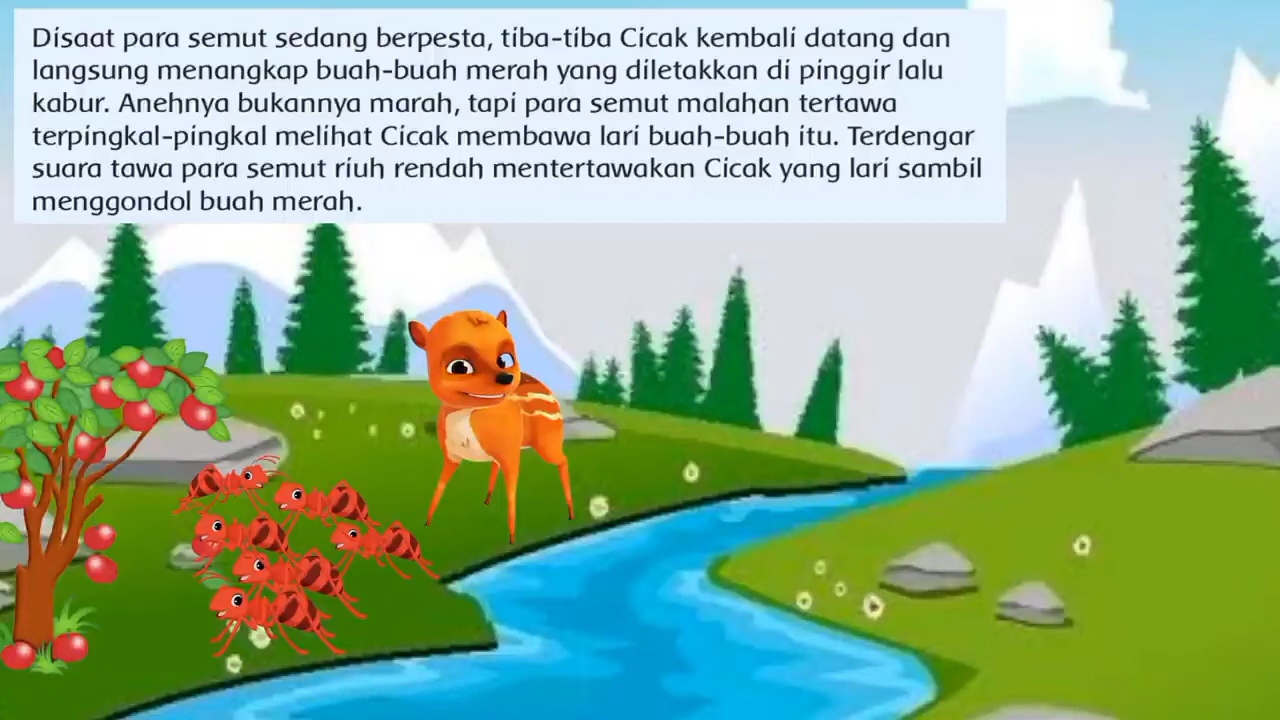 Disaat para semut sedang berpesta, tiba-tiba Cicak kembali datang dan
langsung menangkap buah-buah merah yang diletakkan di pinggir lalu
kabur. Anehnya bukannya marah, tapi para semut malahan tertawa
terpingkal-pingkal melihat Cicak membawa lari buah-buah itu. Terdengar
suara tawa para semut riuh rendah mentertawakan Cicak yang lari sambil
menggondol buah merah.